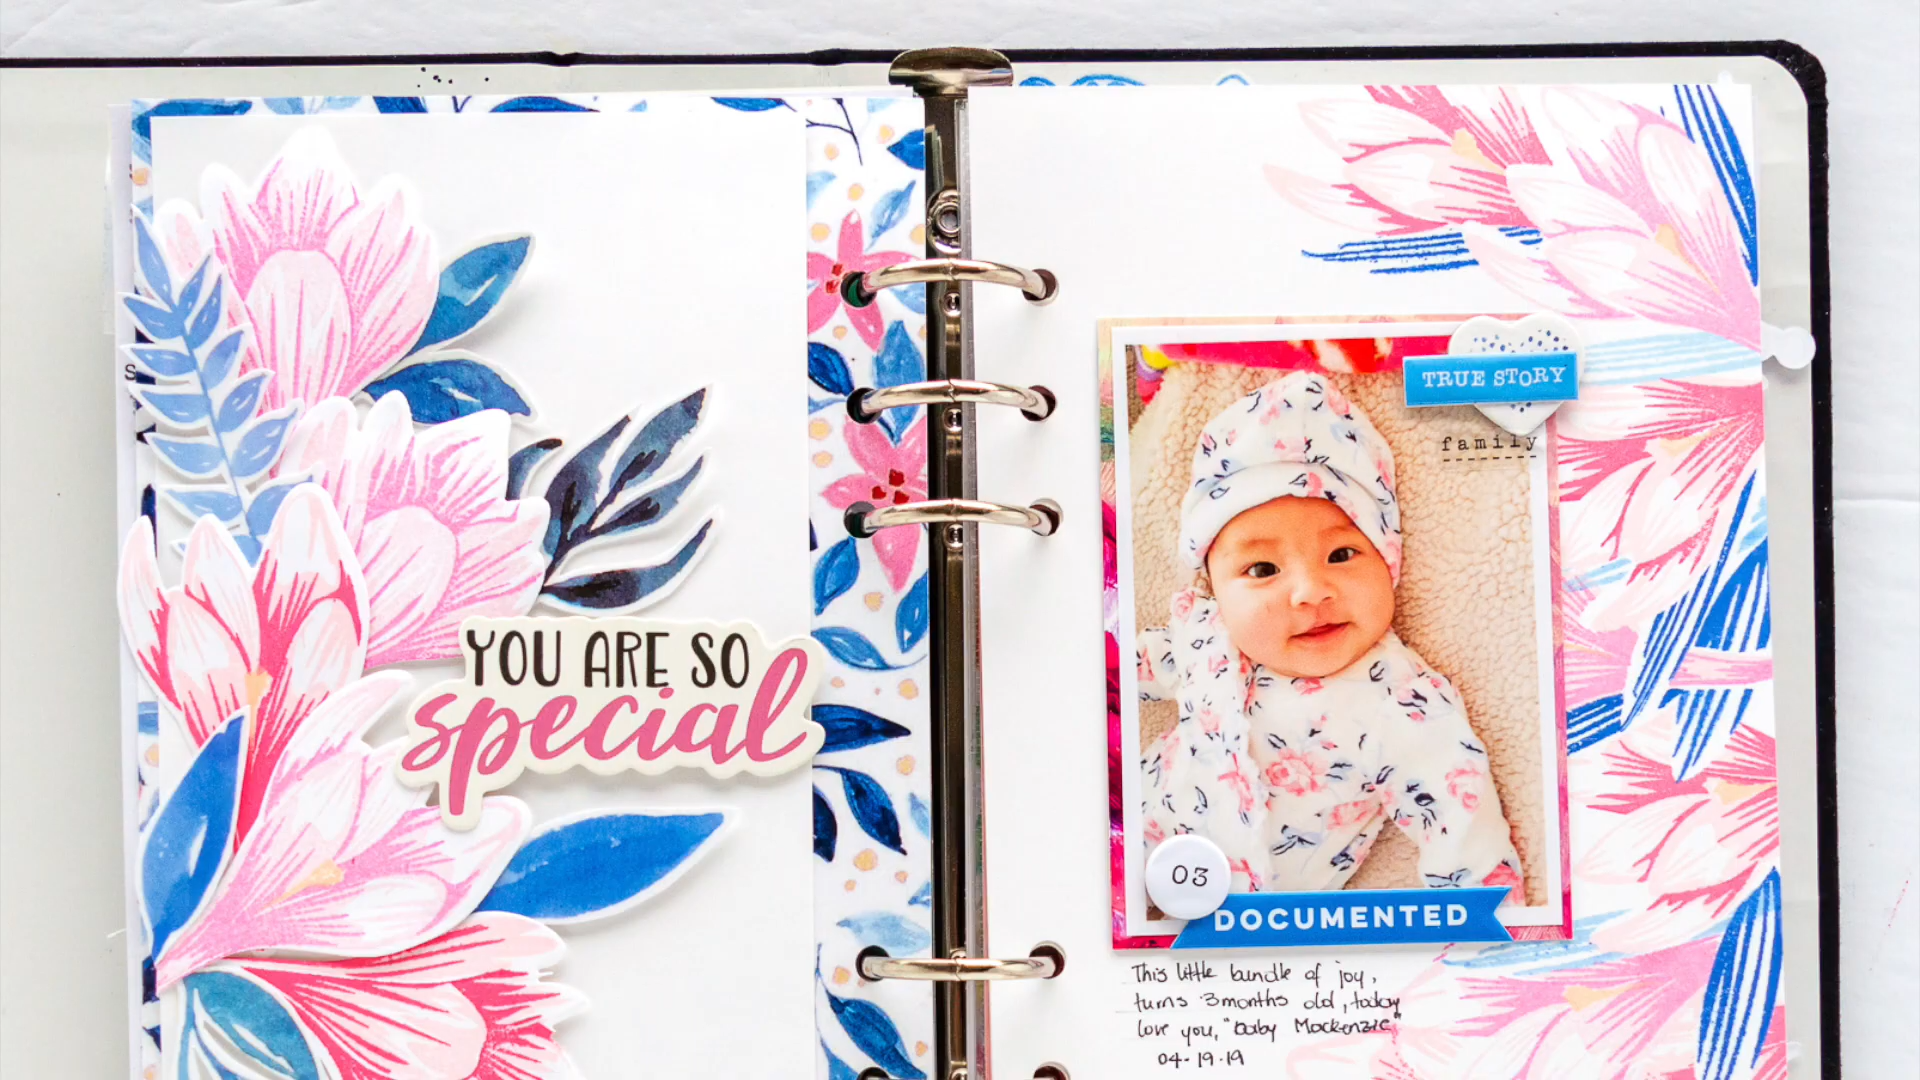 YOU ARE SO
special
TRUE STORY
family
03
DOCUMENTED
This little bundle of joy,
turns 3months old, today
love you, "baby Mackenzie"
04-19-19